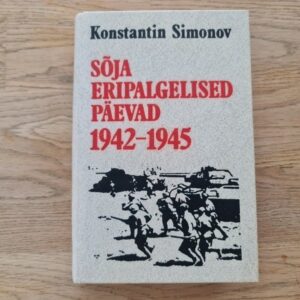 Konstantin Simonov
SÕJA
ERIPALGELISED
PÄEVAD
1942-1945